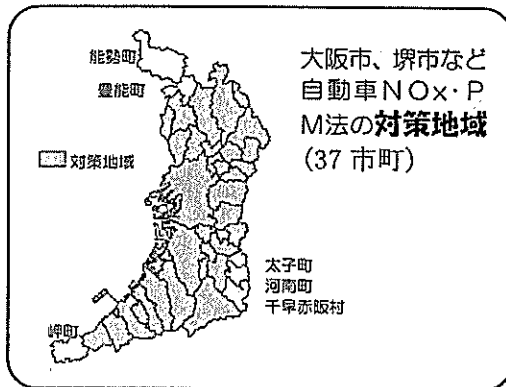 能勢町
豊能町
対策地域
大阪市、堺市など
自動車NOx・P
M法の対策地域
(37 市町)
太子町
河南町
千早赤阪村
岬町